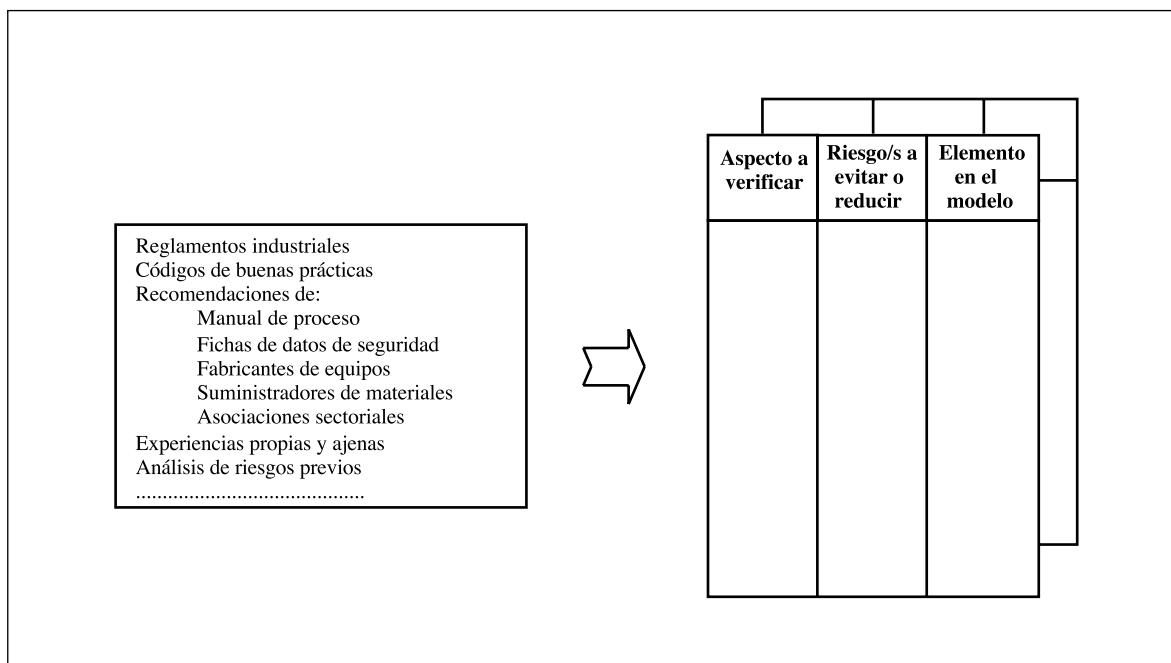 Reglamentos industriales
Códigos de buenas prácticas
Recomendaciones de:
Manual de proceso
Fichas de datos de seguridad
Fabricantes de equipos
Suministradores de materiales
Asociaciones sectoriales
Experiencias propias y ajenas
Análisis de riesgos previos
...........................................
Aspecto a
verificar
Riesgo/s a
evitar o
reducir
Elemento
en el
modelo